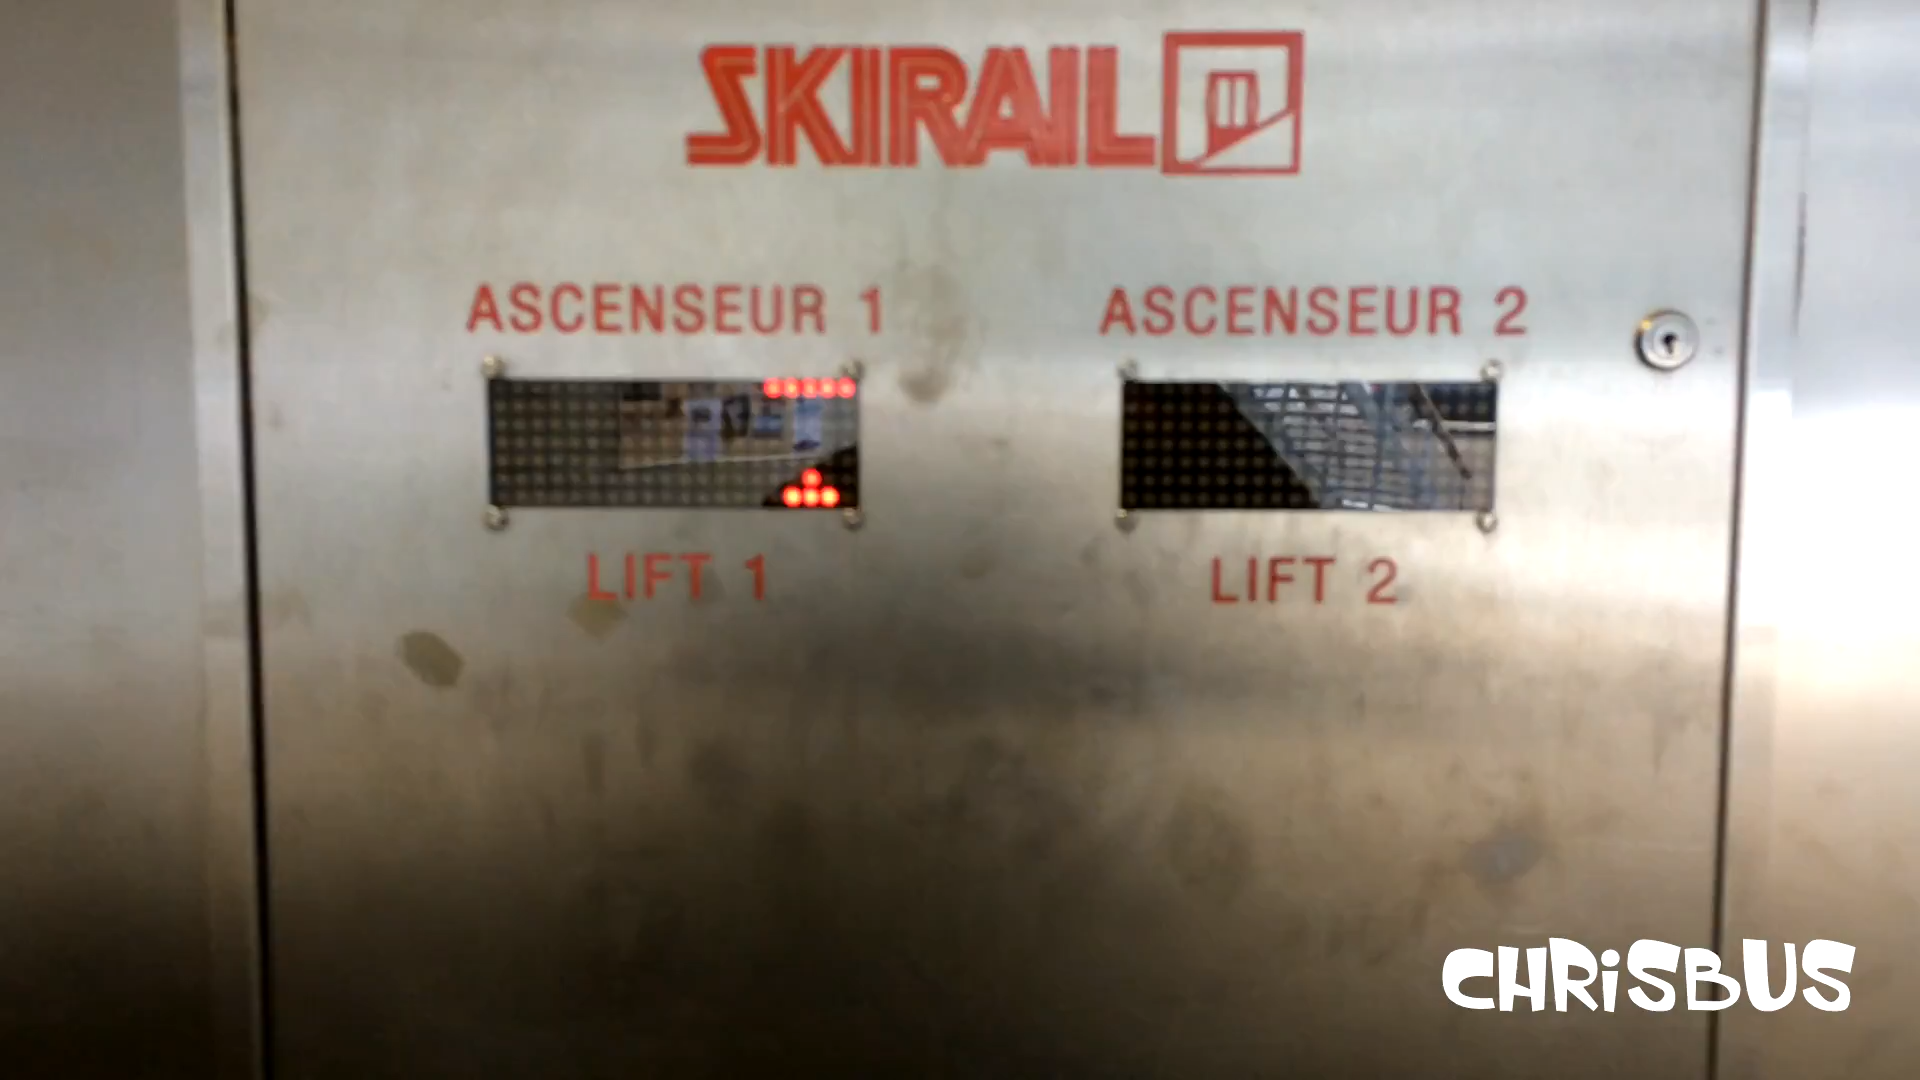 SKIRAIL
ASCENSEUR 1
ASCENSEUR 2
LIFT 1
LIFT 2
CHRISBUS